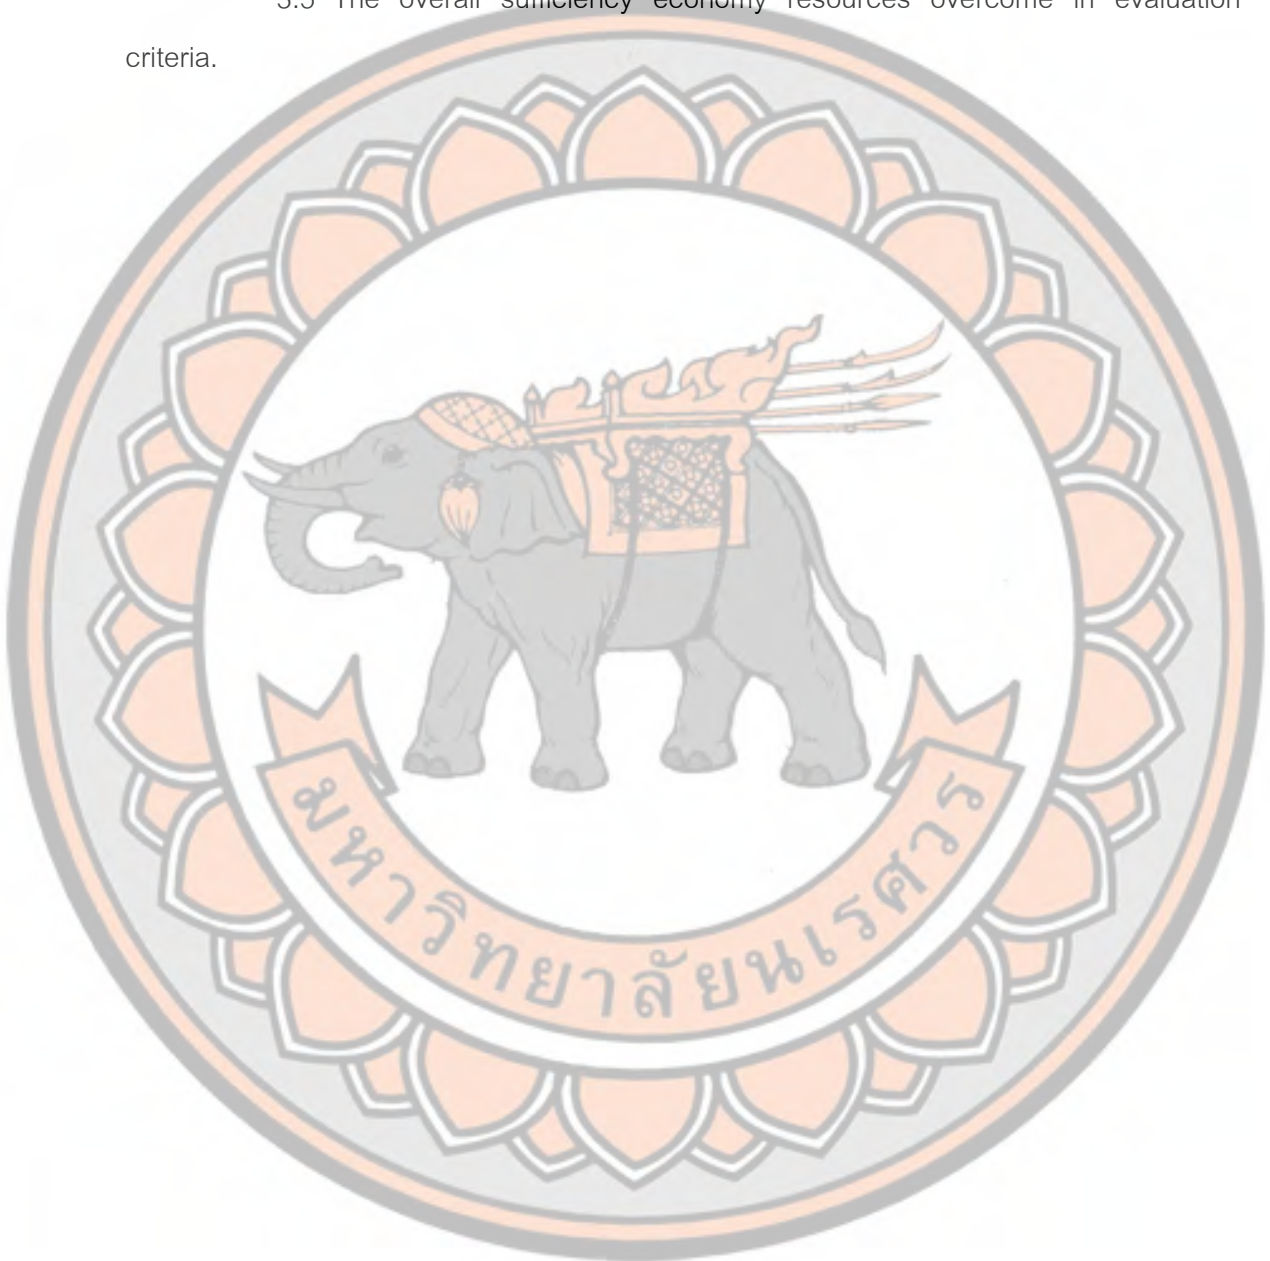 3.5 The overall sufficiency economy resources overcome in evaluation
criteria.
มหาวิทยาลัยนเรศวร